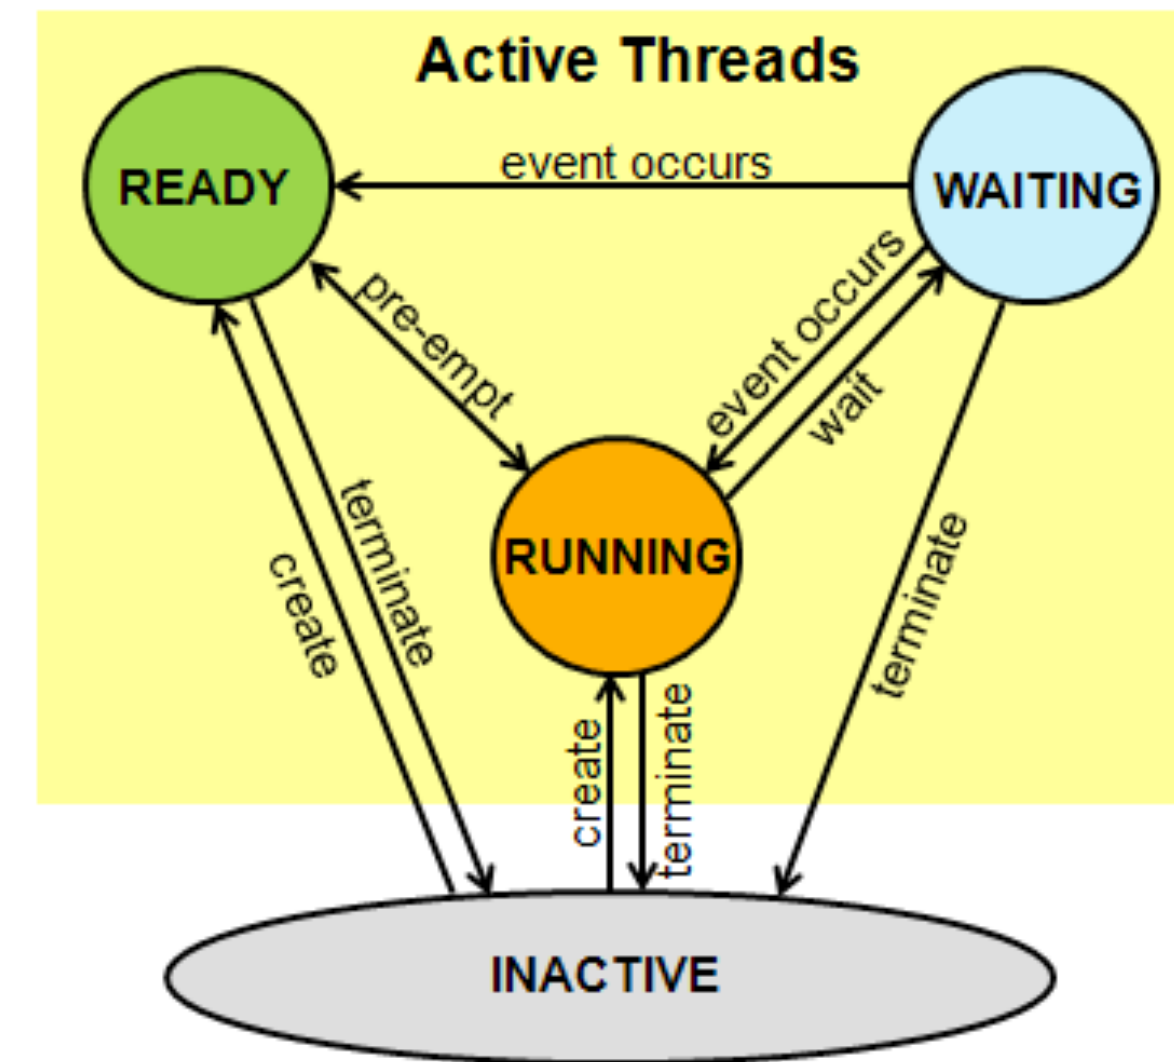 Active Threads
READY
event occurs
WAITING
pre-empt
event occurs
wait
RUNNING
create
terminate
create
terminate
terminate
INACTIVE